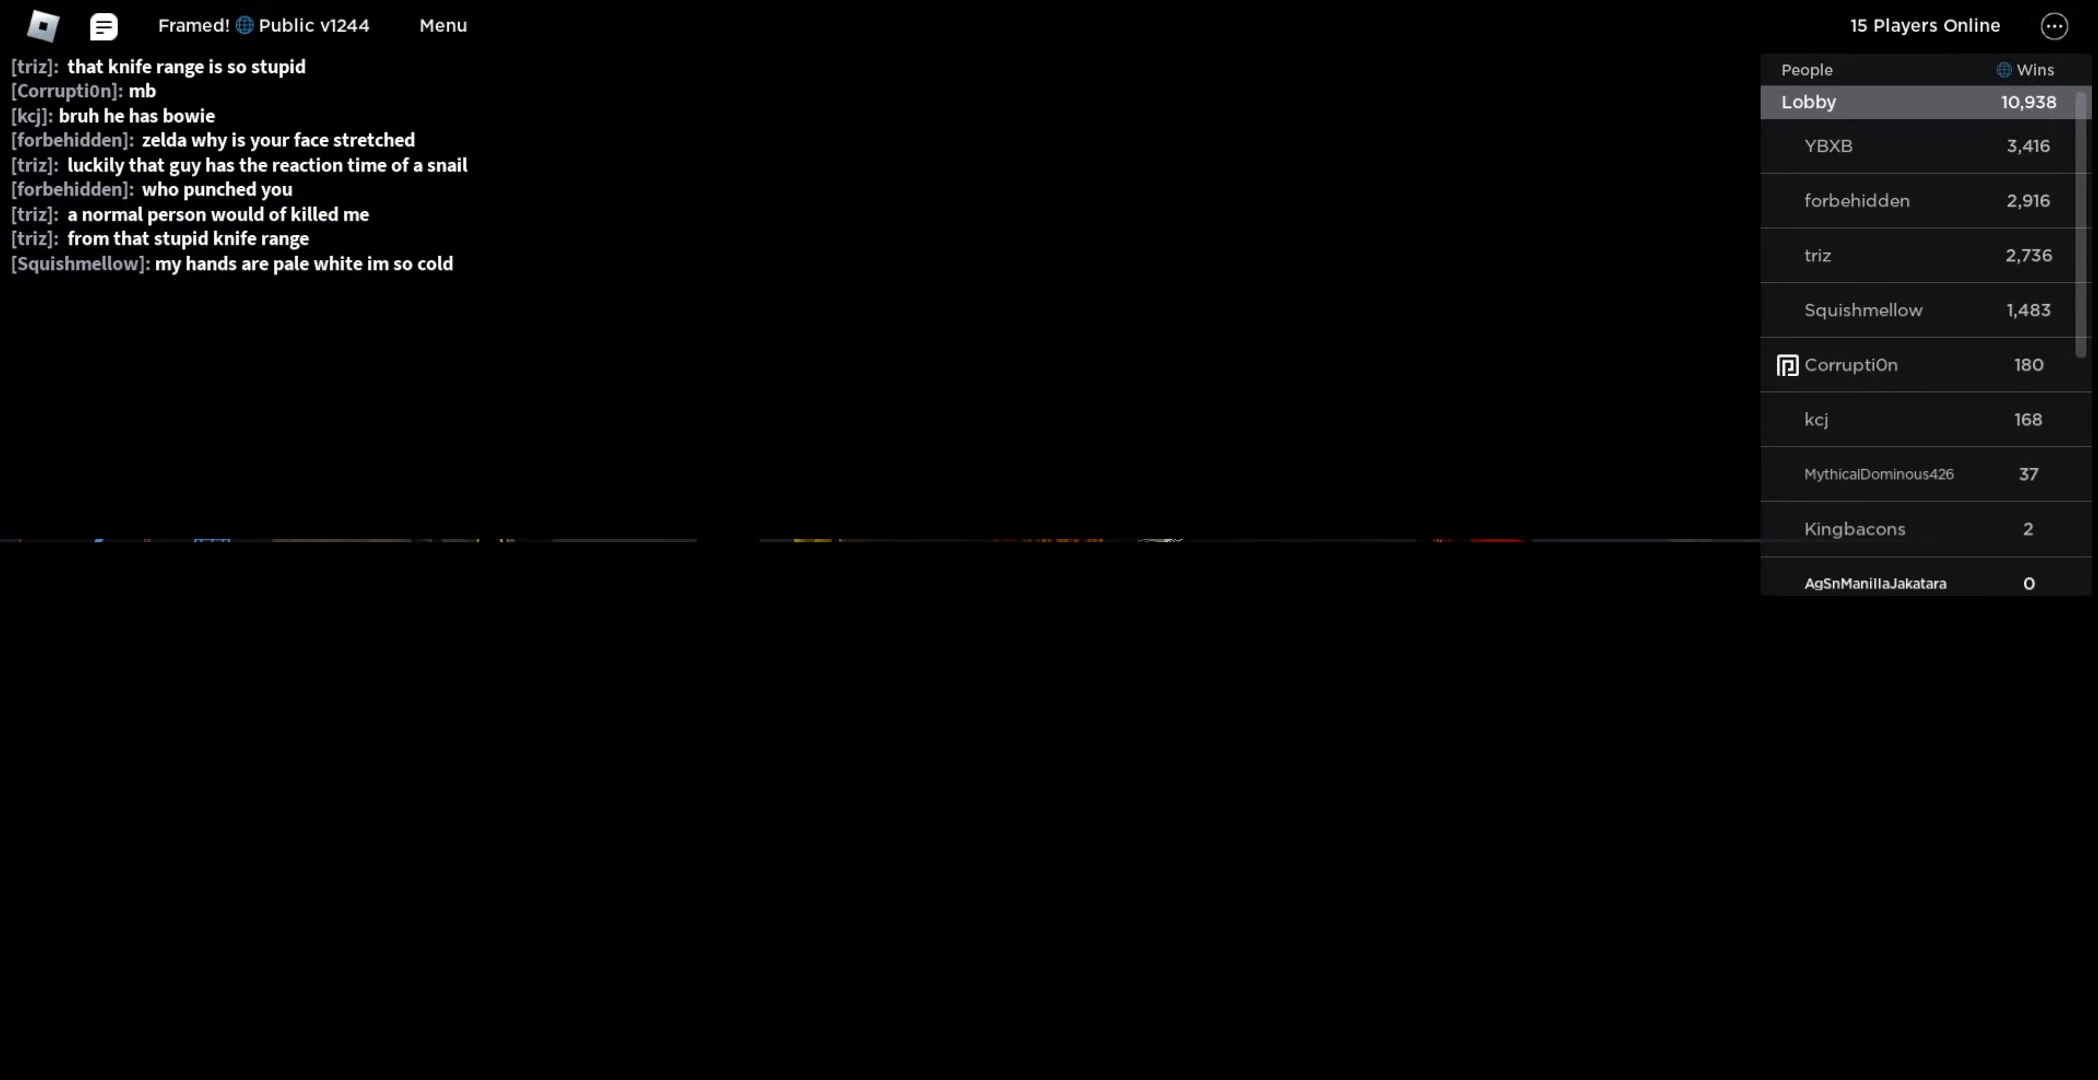 Framed! Public v1244 Menu 15 Players Online
[triz]: that knife range is so stupid
[Corrupti0n]: mb
[kcj]: bruh he has bowie
[forbehidden]: zelda why is your face stretched
[triz]: luckily that guy has the reaction time of a snail
[forbehidden]: who punched you
[triz]: a normal person would of killed me
[triz]: from that stupid knife range
[Squishmellow]: my hands are pale white im so cold
People Wins
Lobby 10,938
YBXB 3,416
forbehidden 2,916
triz 2,736
Squishmellow 1,483
Corrupti0n 180
kcj 168
MythicalDominous426 37
Kingbacons 2
AgSnManillaJakatara 0